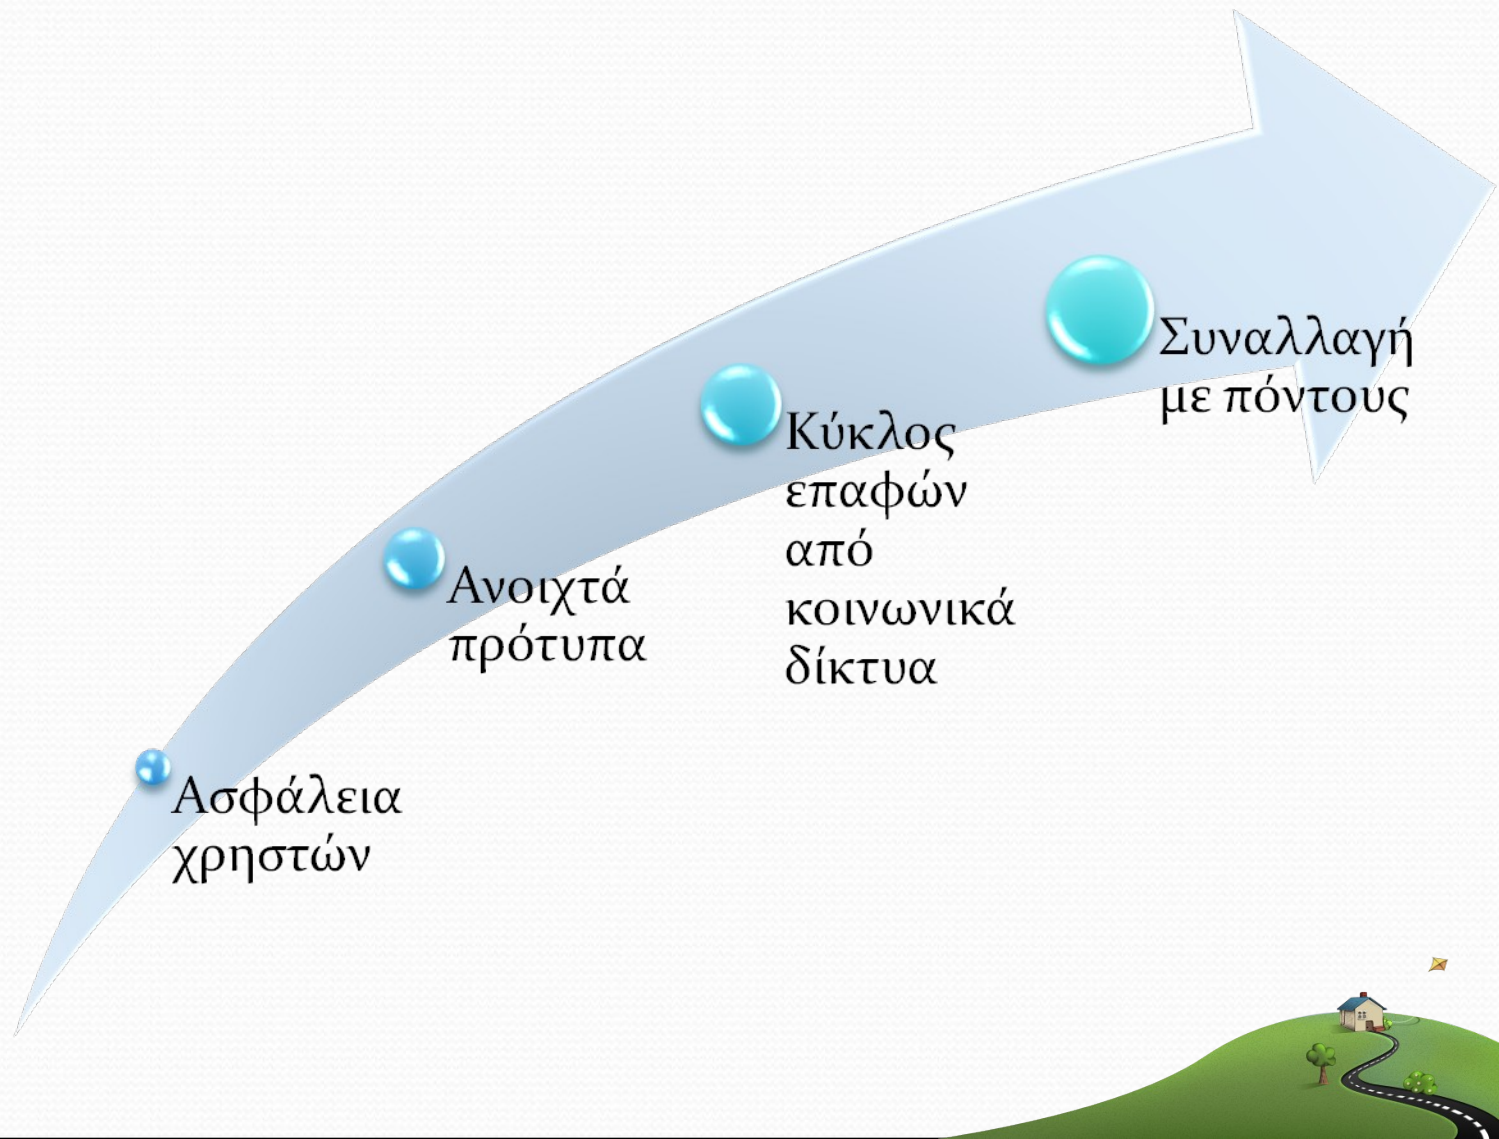 Ασφάλεια
χρηστών
Ανοιχτά
πρότυπα
Κύκλος
επαφών
από
κοινωνικά
δίκτυα
Συναλλαγή
με πόντους